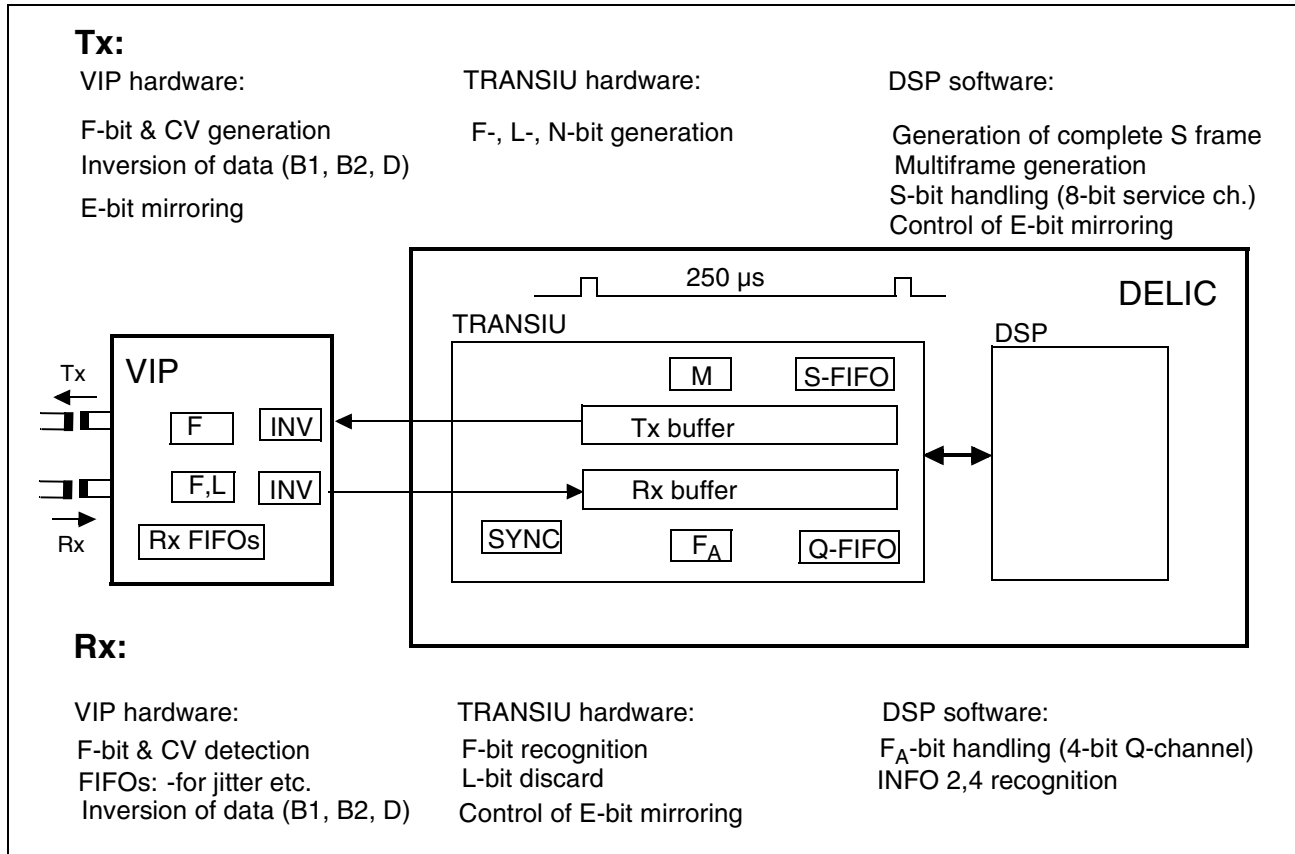 Tx:
VIP hardware:
F-bit & CV generation
Inversion of data (B1, B2, D)
E-bit mirroring
TRANSIU hardware:
F-, L-, N-bit generation
DSP software:
Generation of complete S frame
Multiframe generation
S-bit handling (8-bit service ch.)
Control of E-bit mirroring
250 µs
DELIC
TRANSIU
DSP
VIP
Tx
M
S-FIFO
F
INV
Tx buffer
F,L
INV
Rx buffer
Rx
Rx FIFOs
SYNC
FA
Q-FIFO
Rx:
VIP hardware:
F-bit & CV detection
FIFOs: -for jitter etc.
Inversion of data (B1, B2, D)
TRANSIU hardware:
F-bit recognition
L-bit discard
Control of E-bit mirroring
DSP software:
FA-bit handling (4-bit Q-channel)
INFO 2,4 recognition